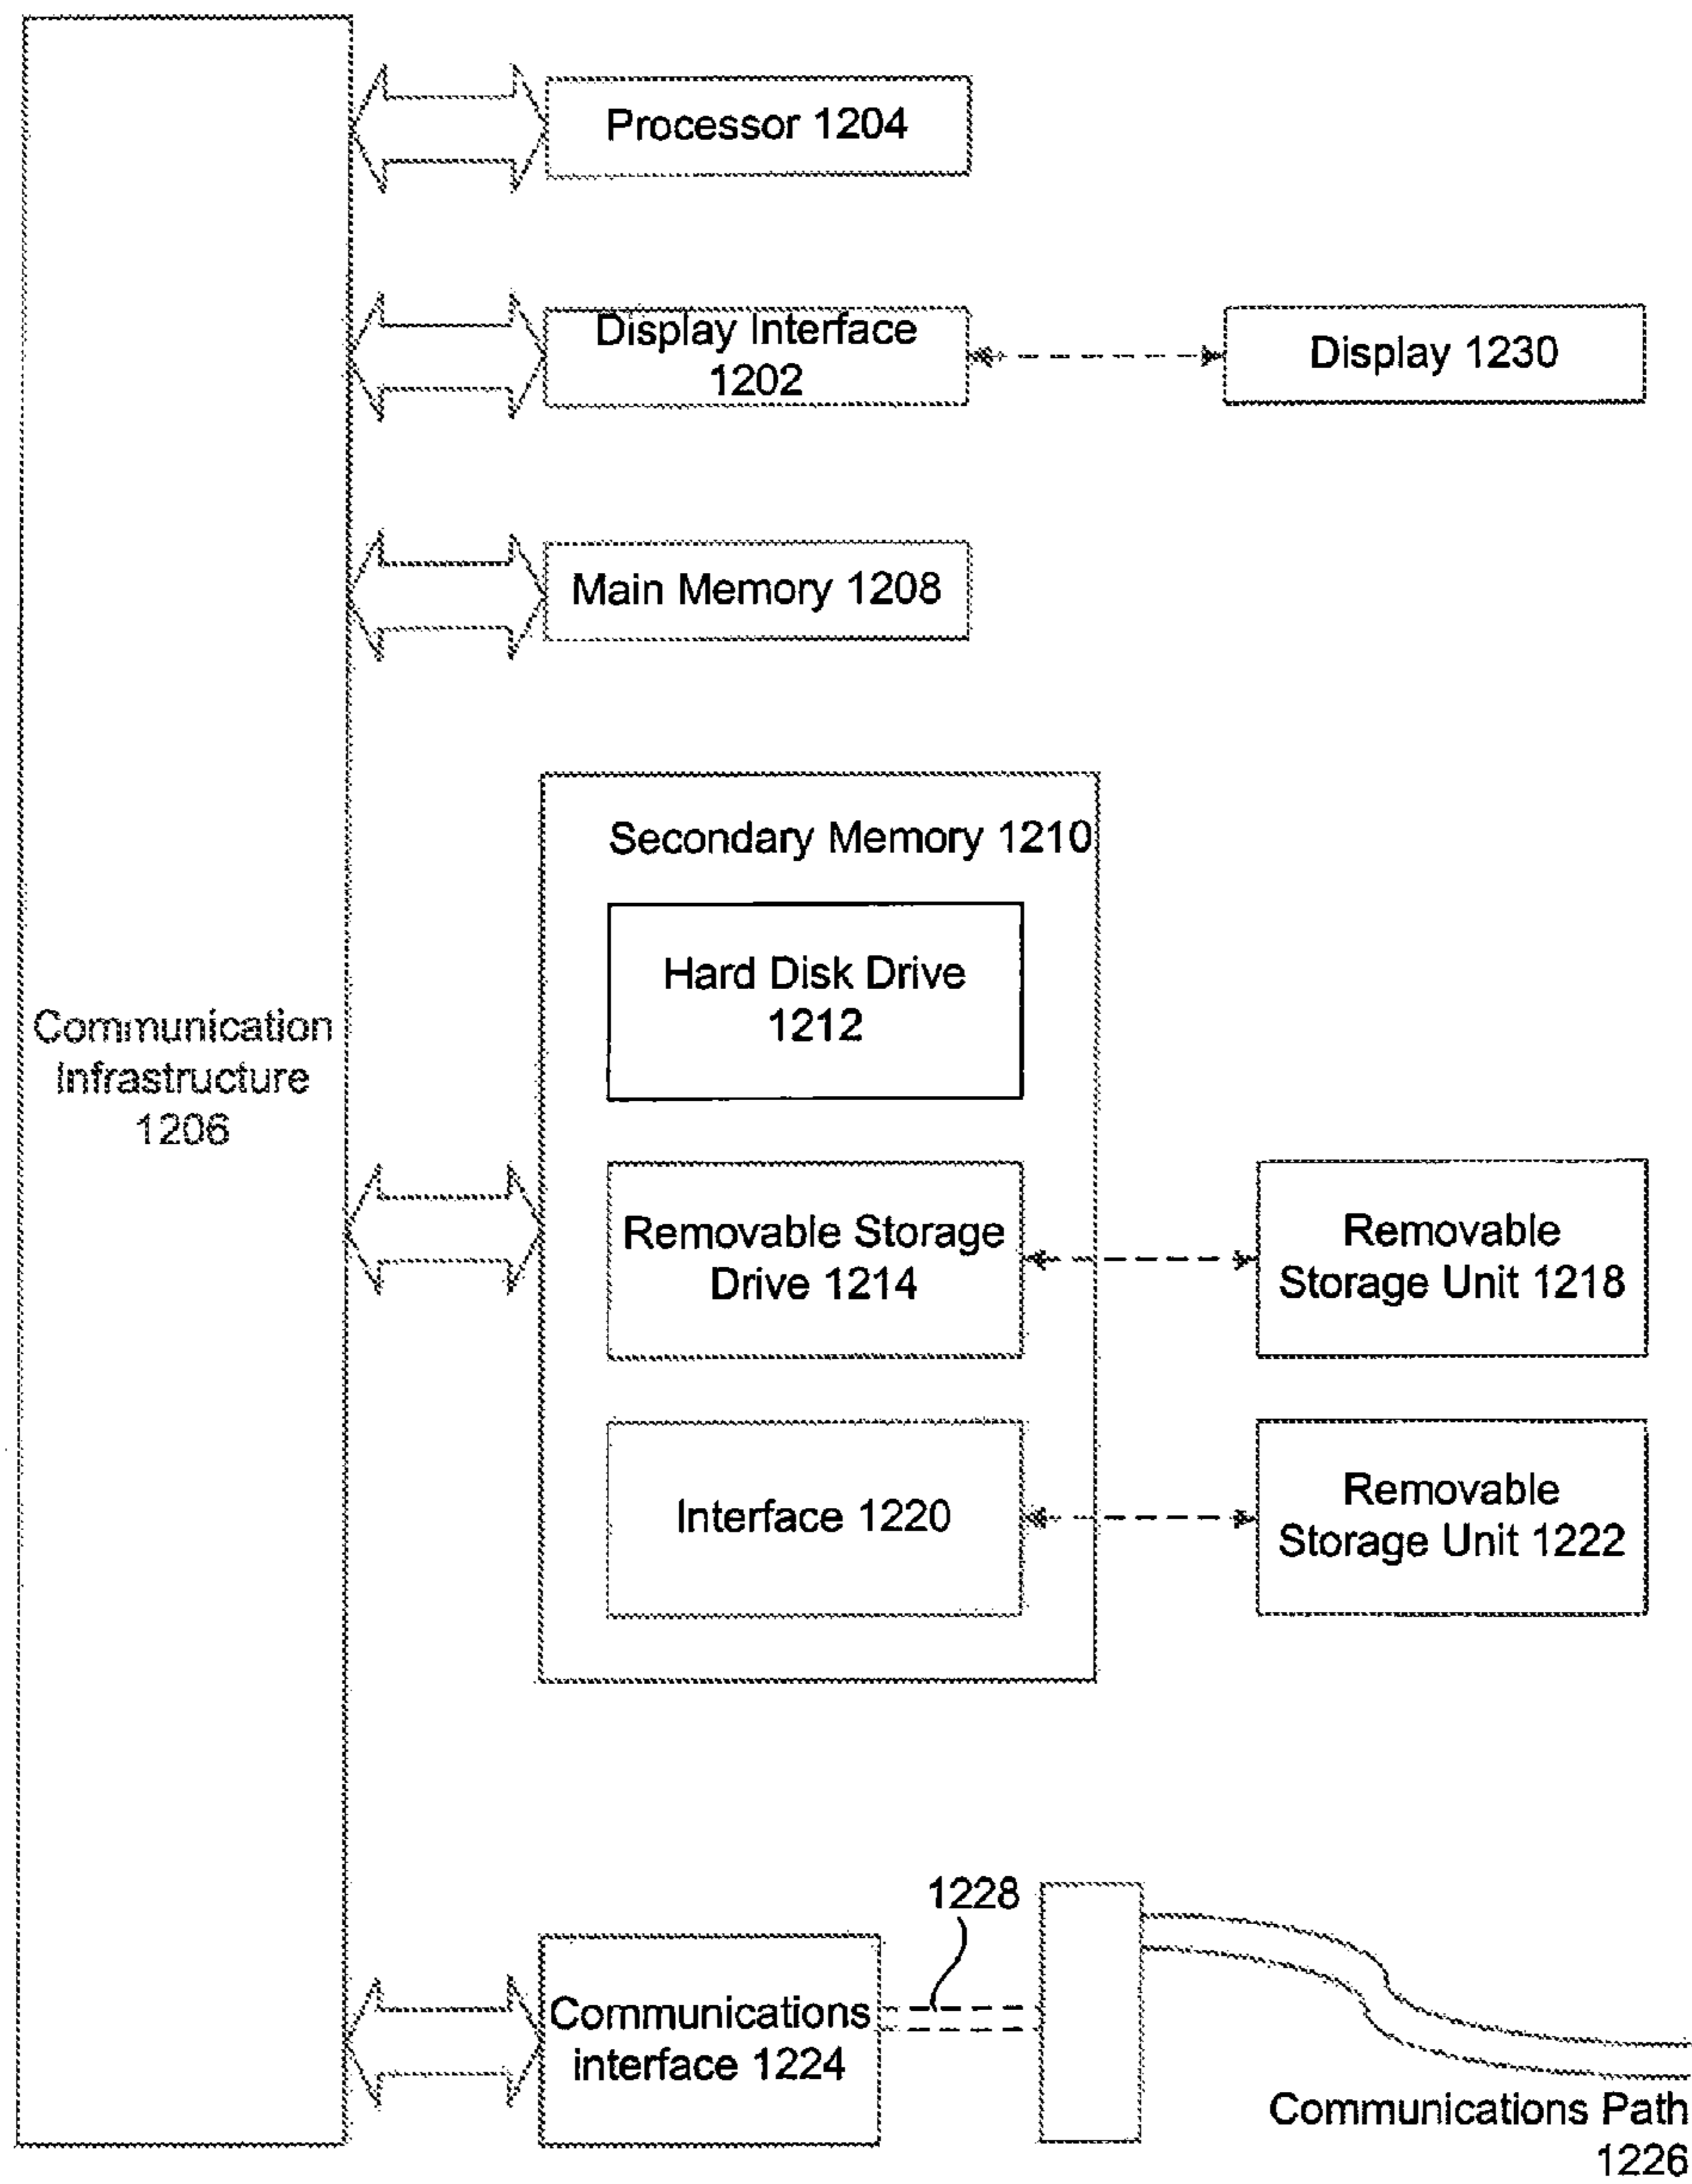 Processor 1204
Display Interface
1202
Display 1230
Main Memory 1208
Secondary Memory 1210
Hard Disk Drive
1212
Communication
Infrastructure
1206
Removable Storage
Drive 1214
Removable
Storage Unit 1218
Interface 1220
Removable
Storage Unit 1222
1228
Communications
interface 1224
Communications Path
1226